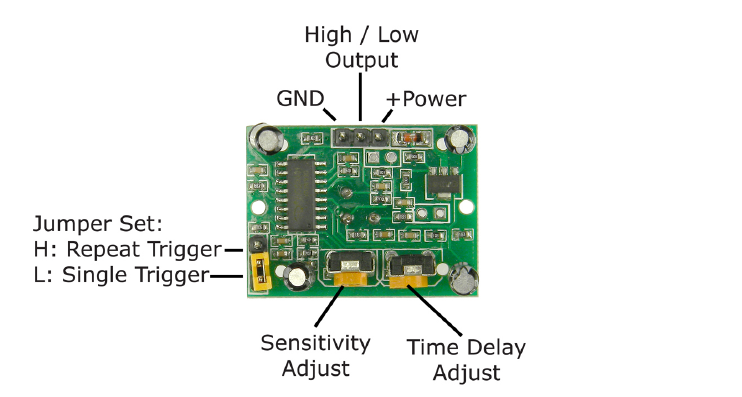 High / Low
Output
GND
+Power
Jumper Set:
H: Repeat Trigger
L: Single Trigger
Sensitivity
Adjust
Time Delay
Adjust